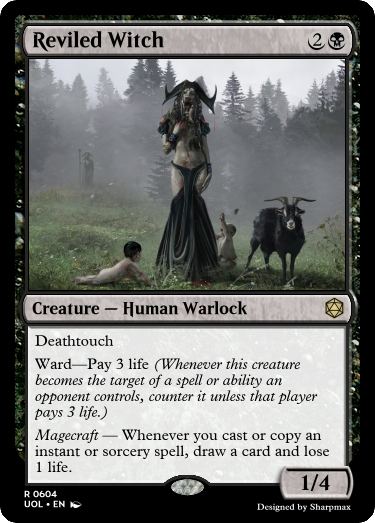 Reviled Witch 2
Creature — Human Warlock
Deathtouch
Ward—Pay 3 life (Whenever this creature
becomes the target of a spell or ability an
opponent controls, counter it unless that player
pays 3 life.)
Magecraft — Whenever you cast or copy an
instant or sorcery spell, draw a card and lose
1 life.
1/4
R 0604
UOL • EN
Designed by Sharpmax